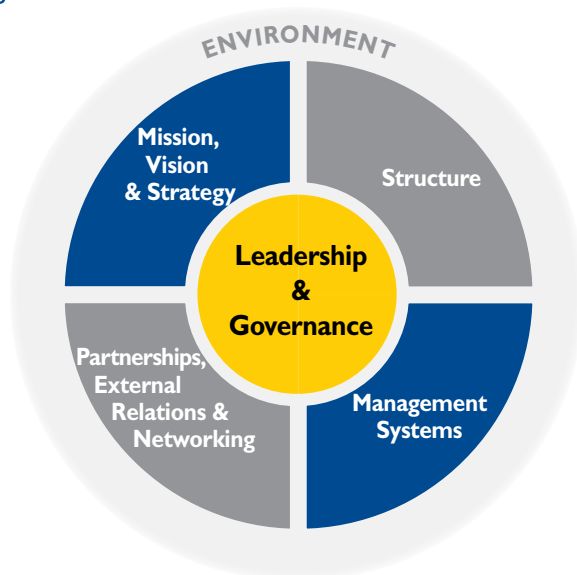 ENVIRONMENT
Mission,
Vision
& Strategy
Structure
Leadership
&
Governance
Partnerships,
External
Relations &
Networking
Management
Systems